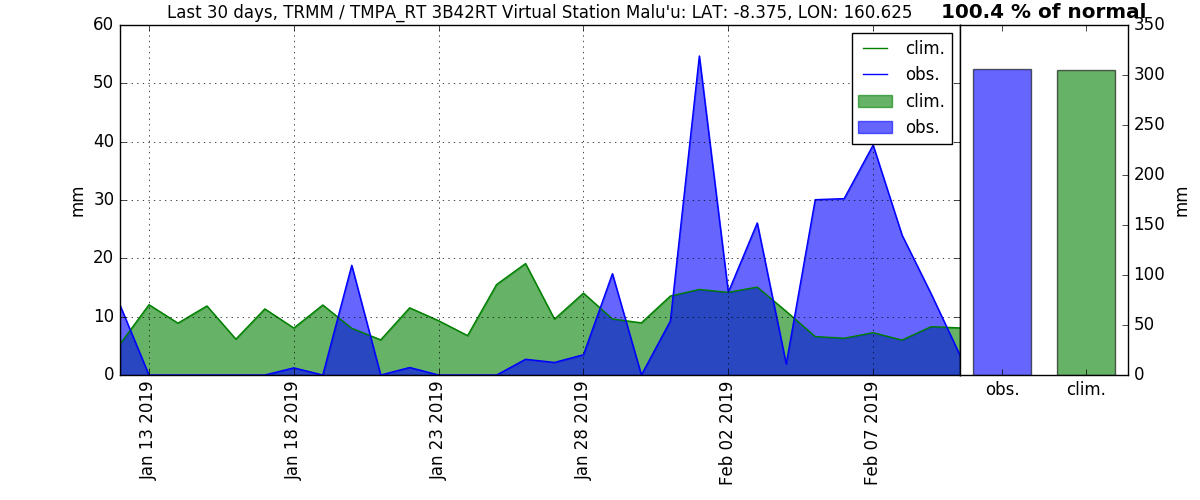 Last 30 days, TRMM / TMPA_RT 3B42RT Virtual Station Malu'u: LAT: -8.375, LON: 160.625
100.4 % of normal
60
50
40
30
20
10
0
mm
clim.
obs.
clim.
obs.
350
300
250
200
150
100
50
0
mm
Jan 13 2019
Jan 18 2019
Jan 23 2019
Jan 28 2019
Feb 02 2019
Feb 07 2019
obs.
clim.